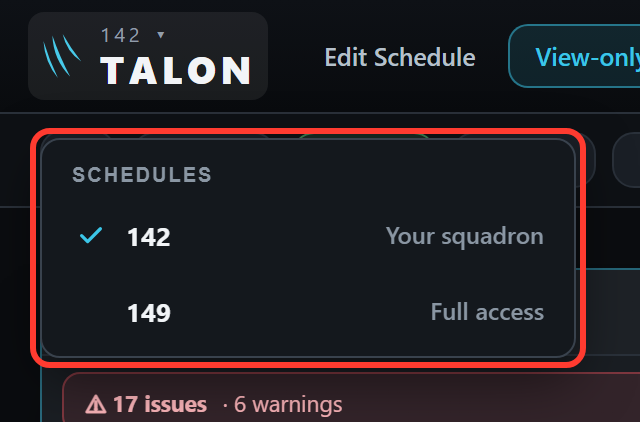 142 ▾
TALON
Edit Schedule
View-only
SCHEDULES
142 Your squadron
149 Full access
⚠ 17 issues · 6 warnings